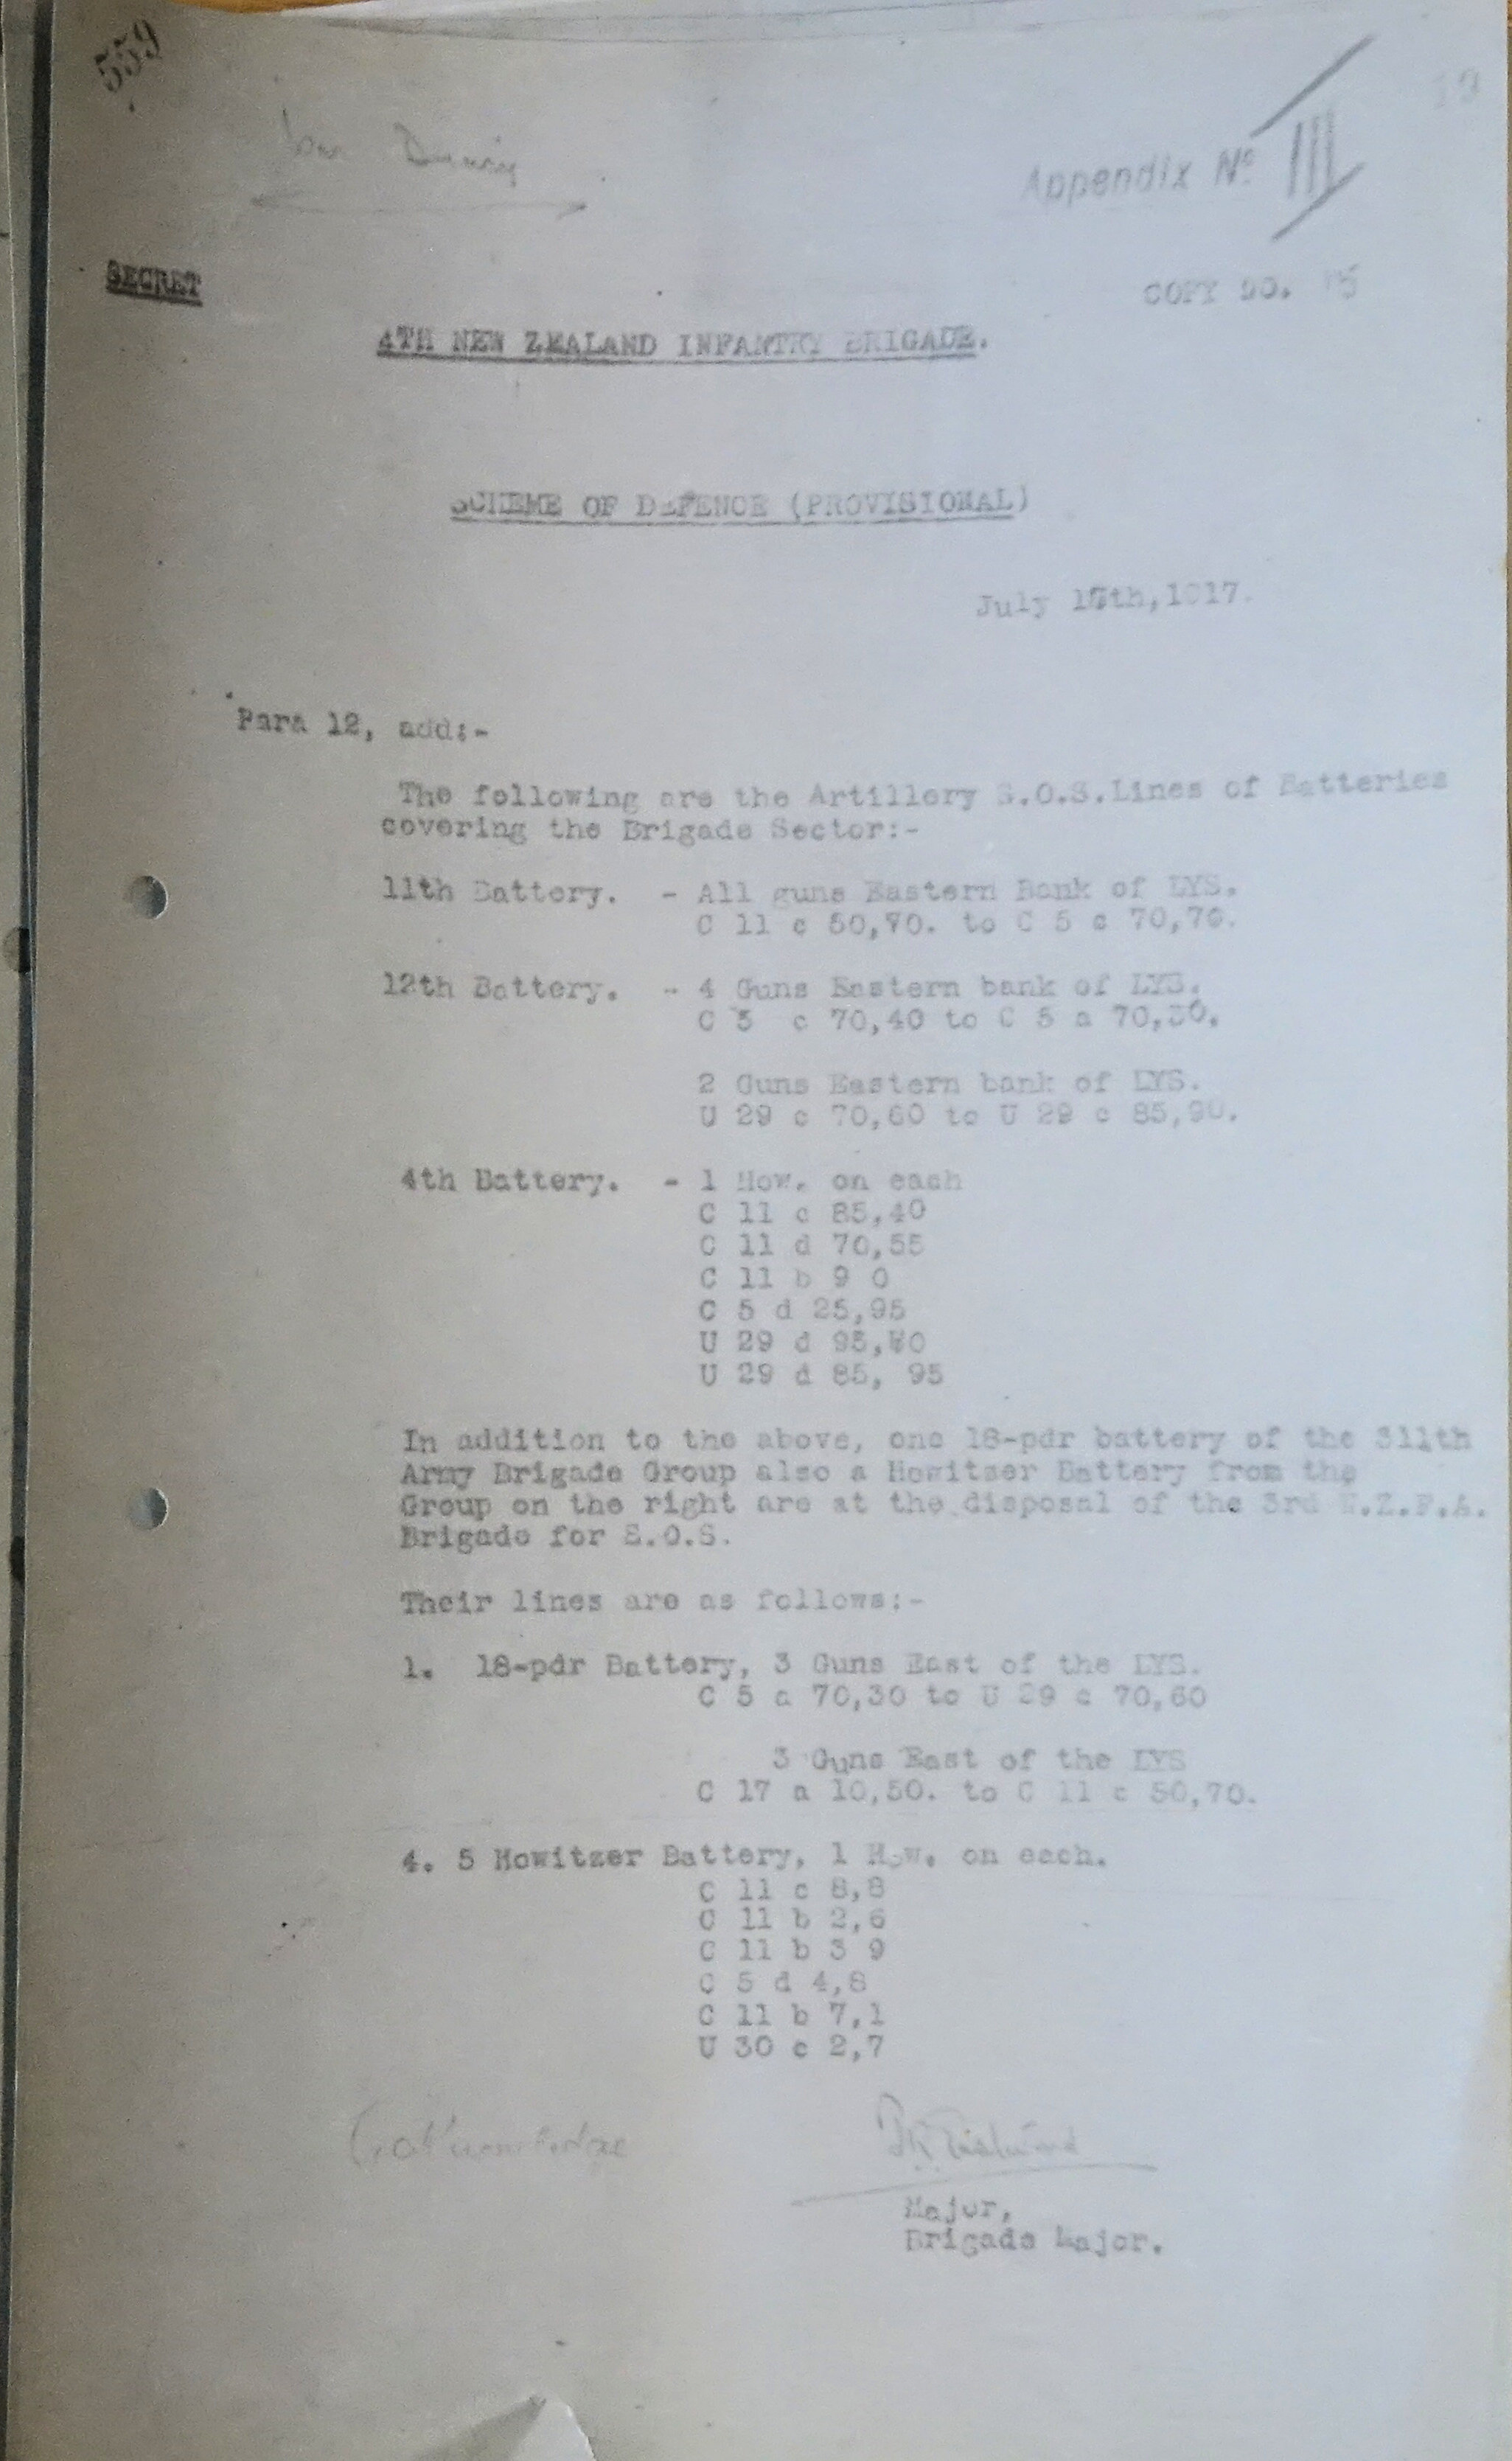 559
19
War Diary
Appendix No III
SECRET
COPY NO. 15
4TH NEW ZEALAND INFANTRY BRIGADE.
SCHEME OF DEFENCE (PROVISIONAL)
July th, 1917.
Para 12, add:-
The following are the Artillery S.O.S.Lines of Batteries
covering the Brigade Sector:-
11th Battery. - All guns Eastern Bank of LYS.
C 11 c 50,70. to C 5 c 70,70.
12th Battery. - 4 Guns Eastern bank of LYS.
C 5 c 70,40 to C 5 a 70,30.
2 Guns Eastern bank of LYS.
U 29 c 70,60 to U 29 c 85,90.
4th Battery. - 1 How. on each
C 11 c 85,40
C 11 d 70,55
C 11 b 9 0
C 5 d 25,95
U 29 d 95,
U 29 d 85, 95
In addition to the above, one 18-pdr battery of the 311th
Army Brigade Group also a Howitzer Battery from the
Group on the right are at the disposal of the 3rd N.Z.F.A.
Brigade for S.O.S.
Their lines are as follows:-
1. 18-pdr Battery, 3 Guns East of the LYS.
C 5 a 70,30 to U 29 c 70,60
3 Guns East of the LYS
C 17 a 10,50. to C 11 c 50,70.
4. 5 Howitzer Battery, 1 How. on each.
C 11 c 8,8
C 11 b 2,6
C 11 b 3 9
C 5 d 4,8
C 11 b 7,1
U 30 c 2,7
Major,
Brigade Major.